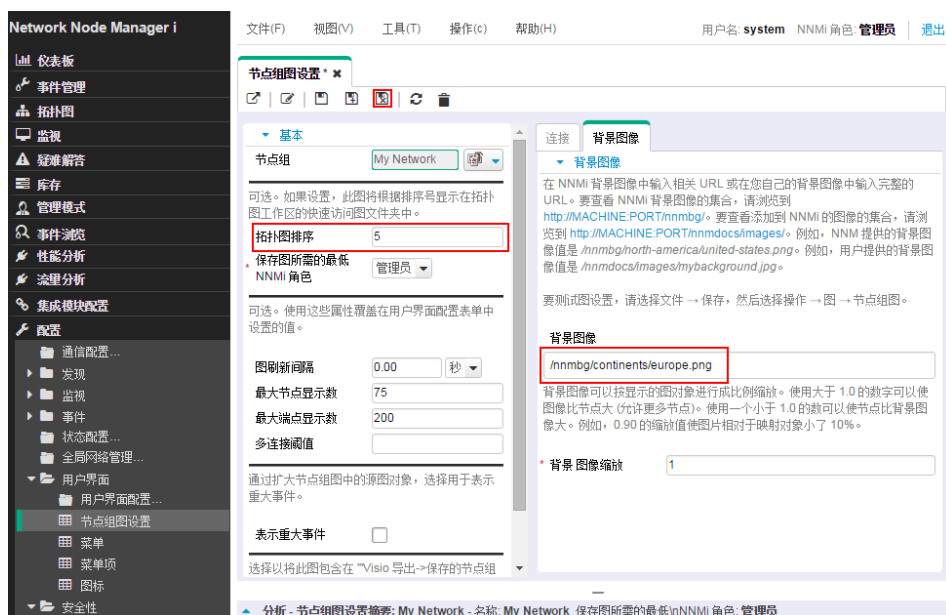 Network Node Manager i
文件(F) 视图(V) 工具(T) 操作(c) 帮助(H)
用户名: system NNMi 角色: 管理员 退出
仪表板
事件管理
拓扑图
监视
疑难解答
库存
管理模式
事件浏览
性能分析
流量分析
集成模块配置
配置
通信配置...
发现
监视
事件
状态配置...
全局网络管理...
用户界面
用户界面配置...
节点组图设置
菜单
菜单项
图标
安全性
节点组图设置 * ✖
基本
节点组 My Network
可选。如果设置，此图将根据排序号显示在拓扑
图工作区的快速访问图文件夹中。
拓扑图排序 5
* 保存图所需的最低
NNMi 角色 管理员
可选。使用这些属性覆盖在用户界面配置表单中
设置的值。
图刷新间隔 0.00 秒
最大节点显示数 75
最大端点显示数 200
多连接阈值
通过扩大节点组图中的源图对象，选择用于表示
重大事件。
表示重大事件
选择以将此图包含在 "'Visio 导出->保存的节点组
连接 背景图像
背景图像
在 NNMi 背景图像中输入相关 URL 或在您自己的背景图像中输入完整的
URL。要查看 NNMi 背景图像的集合，请浏览到
http://MACHINE:PORT/nnmbg/。要查看添加到 NNMi 的图像的集合，请浏
览到 http://MACHINE:PORT/nnmdocs/images/。例如，NNM 提供的背景图
像值是 /nnmbg/north-america/united-states.png。例如，用户提供的背景图
像值是 /nnmdocs/images/mybackground.jpg。
要测试图设置，请选择文件 → 保存，然后选择操作 → 图 → 节点组图。
背景图像
/nnmbg/continents/europe.png
背景图像可以按显示的图对象进行成比例缩放。使用大于 1.0 的数字可以使
图像比节点大 (允许更多节点)。使用一个小于 1.0 的数可以使节点比背景图
像大。例如，0.90 的缩放值使图片相对于映射对象小了 10%。
* 背景 图像缩放 1
分析 - 节点组图设置摘要: My Network - 名称: My Network 保存图所需的最低\nNNMi 角色: 管理员